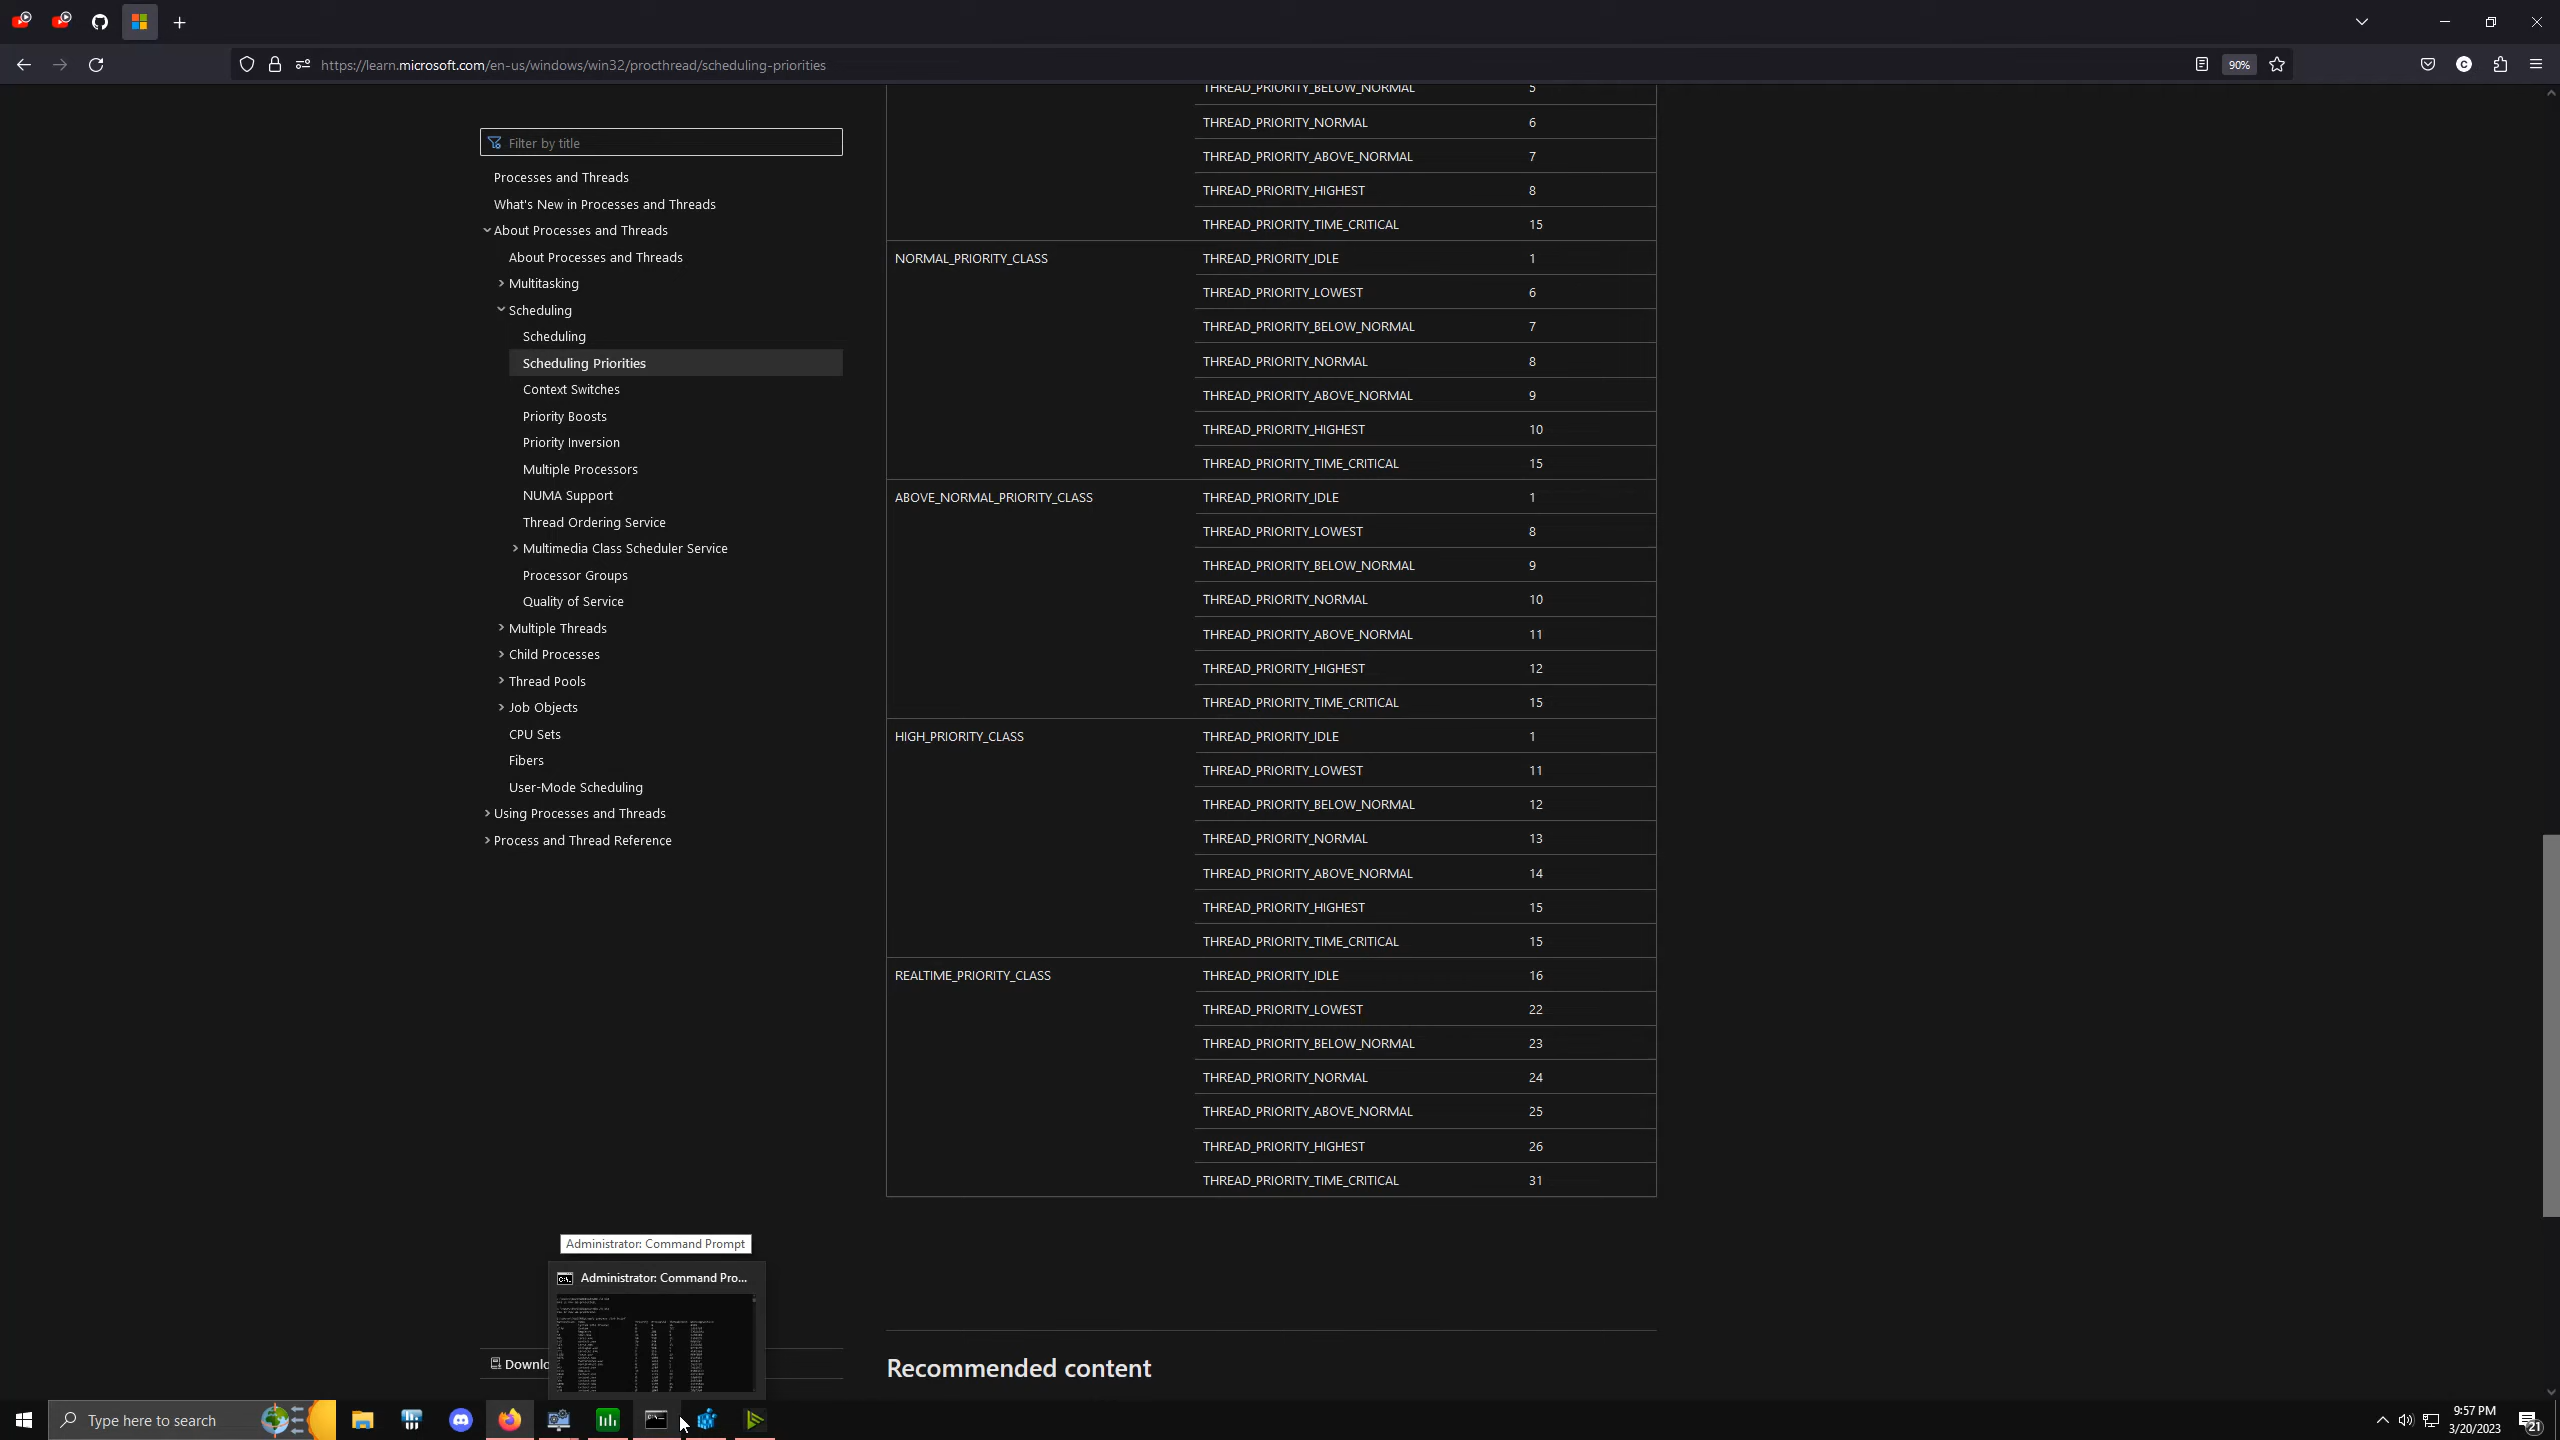 https://learn.microsoft.com/en-us/windows/win32/procthread/scheduling-priorities
90%
Filter by title
Processes and Threads
What's New in Processes and Threads
About Processes and Threads
About Processes and Threads
Multitasking
Scheduling
Scheduling
Scheduling Priorities
Context Switches
Priority Boosts
Priority Inversion
Multiple Processors
NUMA Support
Thread Ordering Service
Multimedia Class Scheduler Service
Processor Groups
Quality of Service
Multiple Threads
Child Processes
Thread Pools
Job Objects
CPU Sets
Fibers
User-Mode Scheduling
Using Processes and Threads
Process and Thread Reference
Downlo
THREAD_PRIORITY_BELOW_NORMAL 5
THREAD_PRIORITY_NORMAL 6
THREAD_PRIORITY_ABOVE_NORMAL 7
THREAD_PRIORITY_HIGHEST 8
THREAD_PRIORITY_TIME_CRITICAL 15
NORMAL_PRIORITY_CLASS THREAD_PRIORITY_IDLE 1
THREAD_PRIORITY_LOWEST 6
THREAD_PRIORITY_BELOW_NORMAL 7
THREAD_PRIORITY_NORMAL 8
THREAD_PRIORITY_ABOVE_NORMAL 9
THREAD_PRIORITY_HIGHEST 10
THREAD_PRIORITY_TIME_CRITICAL 15
ABOVE_NORMAL_PRIORITY_CLASS THREAD_PRIORITY_IDLE 1
THREAD_PRIORITY_LOWEST 8
THREAD_PRIORITY_BELOW_NORMAL 9
THREAD_PRIORITY_NORMAL 10
THREAD_PRIORITY_ABOVE_NORMAL 11
THREAD_PRIORITY_HIGHEST 12
THREAD_PRIORITY_TIME_CRITICAL 15
HIGH_PRIORITY_CLASS THREAD_PRIORITY_IDLE 1
THREAD_PRIORITY_LOWEST 11
THREAD_PRIORITY_BELOW_NORMAL 12
THREAD_PRIORITY_NORMAL 13
THREAD_PRIORITY_ABOVE_NORMAL 14
THREAD_PRIORITY_HIGHEST 15
THREAD_PRIORITY_TIME_CRITICAL 15
REALTIME_PRIORITY_CLASS THREAD_PRIORITY_IDLE 16
THREAD_PRIORITY_LOWEST 22
THREAD_PRIORITY_BELOW_NORMAL 23
THREAD_PRIORITY_NORMAL 24
THREAD_PRIORITY_ABOVE_NORMAL 25
THREAD_PRIORITY_HIGHEST 26
THREAD_PRIORITY_TIME_CRITICAL 31
Recommended content
Administrator: Command Prompt
Administrator: Command Pro...
Type here to search
9:57 PM
3/20/2023
21